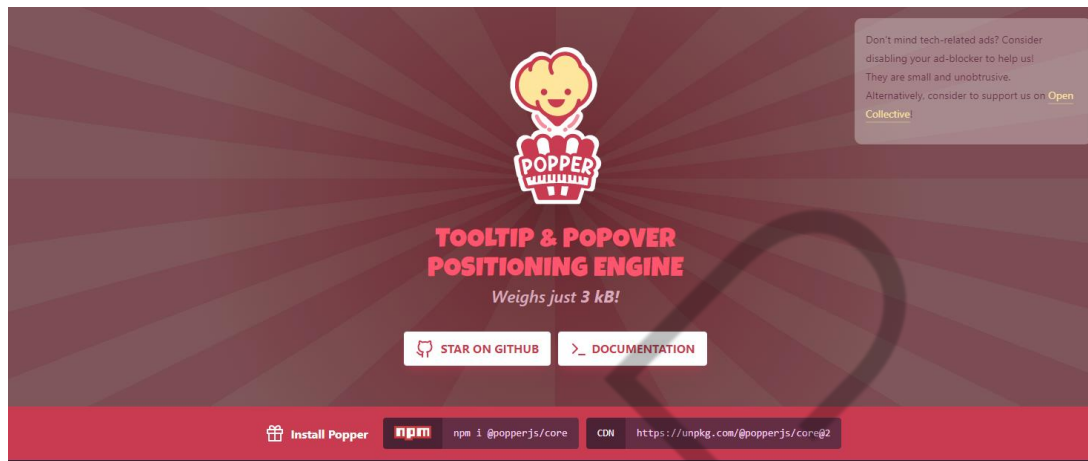 Don't mind tech-related ads? Consider
disabling your ad-blocker to help us!
They are small and unobtrusive.
Alternatively, consider to support us on Open
Collective!
POPPER
TOOLTIP & POPOVER
POSITIONING ENGINE
Weighs just 3 kB!
STAR ON GITHUB
>_ DOCUMENTATION
Install Popper
npm
npm i @popperjs/core
CDN
https://unpkg.com/@popperjs/core@2